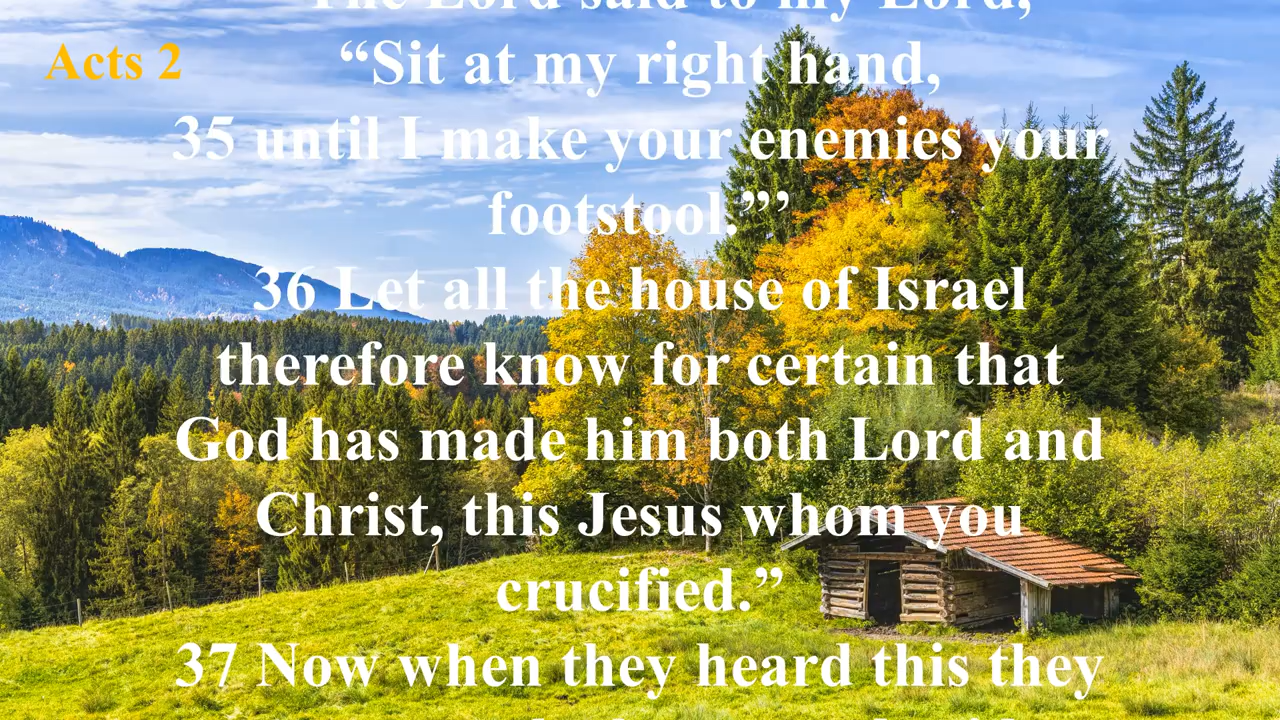 The Lord said to my Lord,
Acts 2
“Sit at my right hand,
35 until I make your enemies your
footstool.”’
36 Let all the house of Israel
therefore know for certain that
God has made him both Lord and
Christ, this Jesus whom you
crucified.”
37 Now when they heard this they